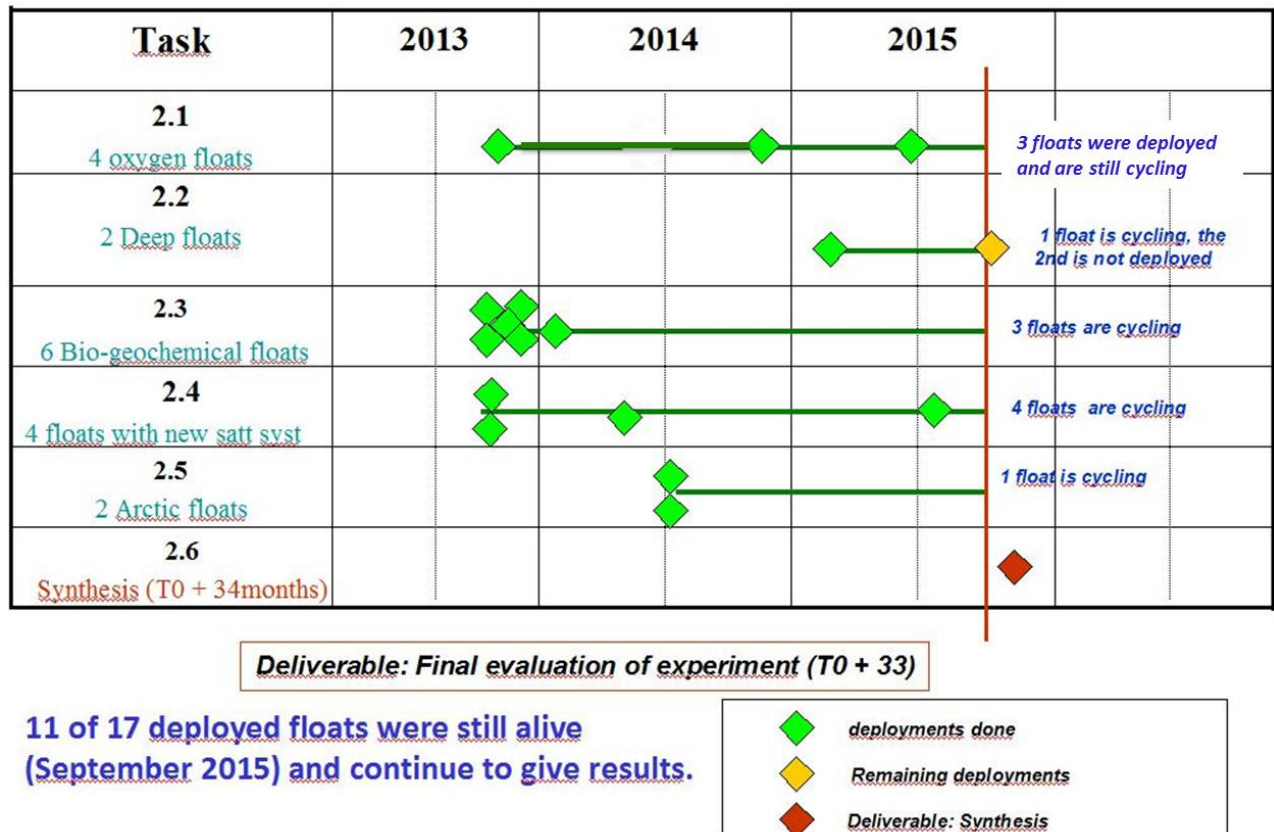 Task
2013
2014
2015
2.1
4 oxygen floats
3 floats were deployed
and are still cycling
2.2
2 Deep floats
1 float is cycling, the
2nd is not deployed
2.3
6 Bio-geochemical floats
3 floats are cycling
2.4
4 floats with new satt syst
4 floats are cycling
2.5
2 Arctic floats
1 float is cycling
2.6
Synthesis (T0 + 34months)
Deliverable: Final evaluation of experiment (T0 + 33)
11 of 17 deployed floats were still alive
(September 2015) and continue to give results.
deployments done
Remaining deployments
Deliverable: Synthesis